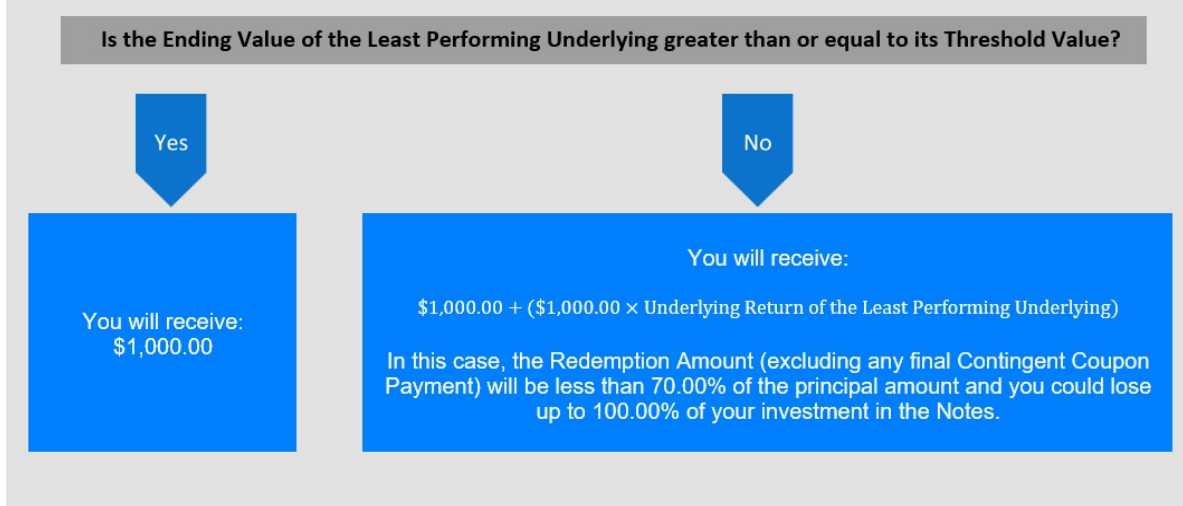 Is the Ending Value of the Least Performing Underlying greater than or equal to its Threshold Value?
Yes
No
You will receive:
$1,000.00
You will receive:
$1,000.00 + ($1,000.00 × Underlying Return of the Least Performing Underlying)
In this case, the Redemption Amount (excluding any final Contingent Coupon
Payment) will be less than 70.00% of the principal amount and you could lose
up to 100.00% of your investment in the Notes.